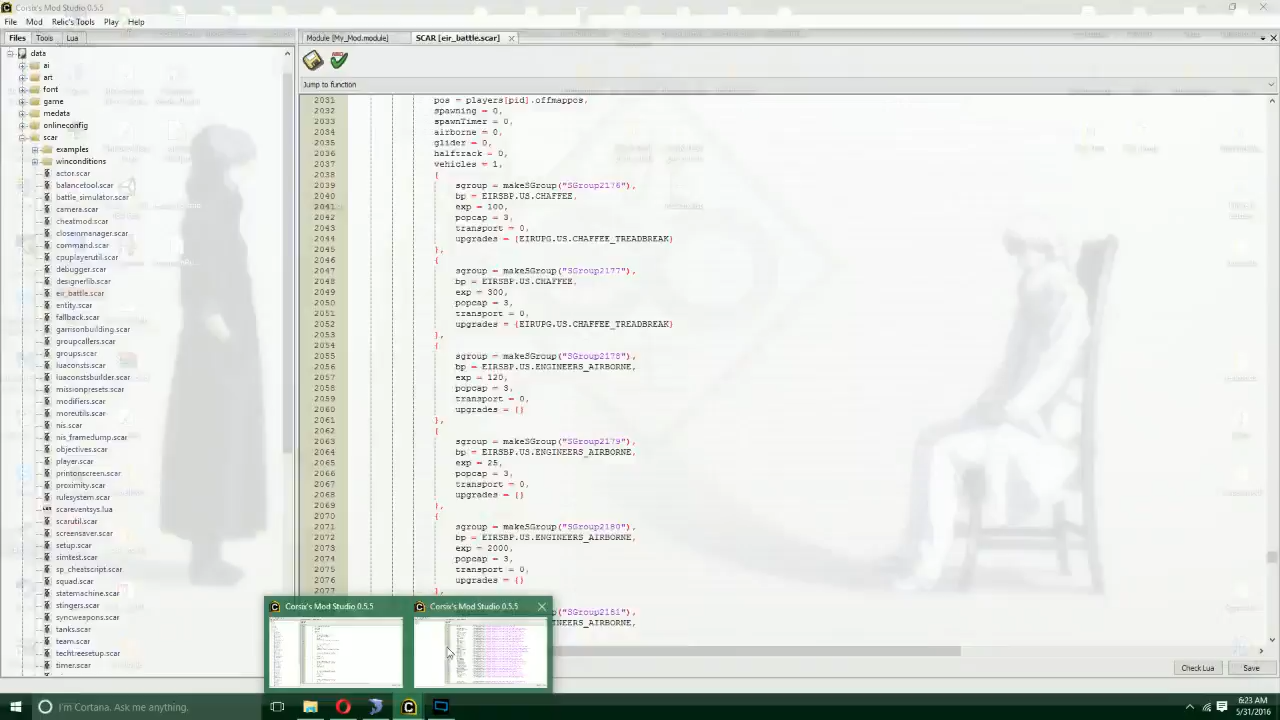 Corsix's Mod Studio 0.5.5
File Mod Relic's Tools Play Help
Files Tools Lua
Module [My_Mod.module] SCAR [eir_battle.scar]
Jump to function
data
ai
art
font
game
medata
onlineconfig
scar
examples
winconditions
actor.scar
balancetool.scar
battle_simulator.scar
camera.scar
cheatmod.scar
closeinmanager.scar
command.scar
cpuplayerutil.scar
debugger.scar
designerlib.scar
eir_battle.scar
entity.scar
fallback.scar
garrisonbuilding.scar
groupcallers.scar
groups.scar
luaconsts.scar
luaconstsbuilder.scar
missionpresets.scar
modifiers.scar
moreutils.scar
nis.scar
nis_framedump.scar
objectives.scar
player.scar
printonscreen.scar
proximity.scar
rulesystem.scar
scareventsys.lua
scarutil.scar
screensaver.scar
setup.scar
simtest.scar
sp_cheatscript.scar
squad.scar
statemachine.scar
stingers.scar
syncweapons.scar
tanks.scar
team.scar
techtreesetup.scar
timer.scar
2031 pos = players[pid].offmappos,
2032 spawning = 0,
2033 spawnTimer = 0,
2034 airborne = 0,
2035 glider = 0,
2036 halftrack = 0,
2037 vehicles = 1,
2038 {
2039 sgroup = makeSGroup("SGroup2176"),
2040 bp = EIRSBP.US.CHAFFEE,
2041 exp = 100,
2042 popcap = 3,
2043 transport = 0,
2044 upgrades = {EIRUPG.US.CHAFFEE_TREADBREAK}
2045 },
2046 {
2047 sgroup = makeSGroup("SGroup2177"),
2048 bp = EIRSBP.US.CHAFFEE,
2049 exp = 300,
2050 popcap = 3,
2051 transport = 0,
2052 upgrades = {EIRUPG.US.CHAFFEE_TREADBREAK}
2053 },
2054 {
2055 sgroup = makeSGroup("SGroup2178"),
2056 bp = EIRSBP.US.ENGINEERS_AIRBORNE,
2057 exp = 120,
2058 popcap = 3,
2059 transport = 0,
2060 upgrades = {}
2061 },
2062 {
2063 sgroup = makeSGroup("SGroup2179"),
2064 bp = EIRSBP.US.ENGINEERS_AIRBORNE,
2065 exp = 25,
2066 popcap = 3,
2067 transport = 0,
2068 upgrades = {}
2069 },
2070 {
2071 sgroup = makeSGroup("SGroup2180"),
2072 bp = EIRSBP.US.ENGINEERS_AIRBORNE,
2073 exp = 2000,
2074 popcap = 3,
2075 transport = 0,
2076 upgrades = {}
2077 },
2181"),
ENGINEERS_AIRBORNE,
Corsix's Mod Studio 0.5.5 Corsix's Mod Studio 0.5.5
Save
I'm Cortana. Ask me anything.
6:23 AM
5/31/2016